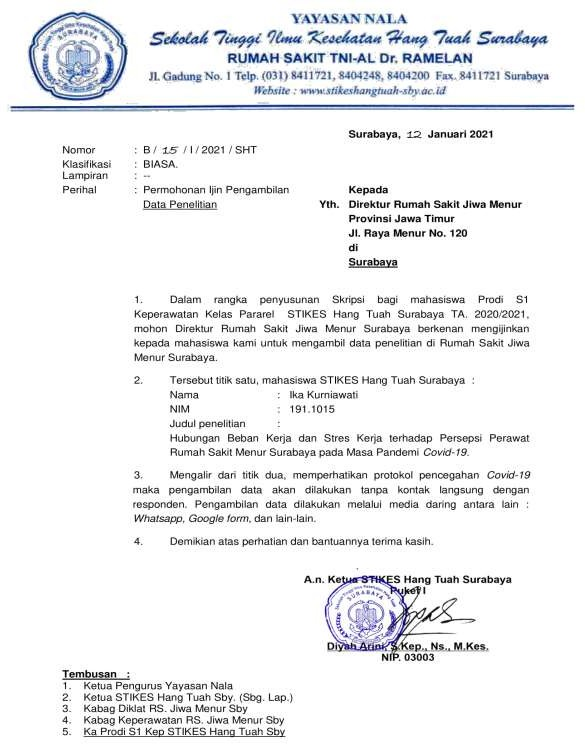 YAYASAN NALA
Sekolah Tinggi Ilmu Kesehatan Hang Tuah Surabaya
RUMAH SAKIT TNI-AL Dr. RAMELAN
Jl. Gadung No. 1 Telp. (031) 8411721, 8404248, 8404200 Fax. 8411721 Surabaya
Website : www.stikeshangtuah-sby.ac.id
Surabaya, 12 Januari 2021
Nomor : B / 15 / I / 2021 / SHT
Klasifikasi : BIASA.
Lampiran : --
Perihal : Permohonan Ijin Pengambilan
Data Penelitian
Kepada
Yth. Direktur Rumah Sakit Jiwa Menur
Provinsi Jawa Timur
Jl. Raya Menur No. 120
di
Surabaya
1. Dalam rangka penyusunan Skripsi bagi mahasiswa Prodi S1
Keperawatan Kelas Pararel STIKES Hang Tuah Surabaya TA. 2020/2021,
mohon Direktur Rumah Sakit Jiwa Menur Surabaya berkenan mengijinkan
kepada mahasiswa kami untuk mengambil data penelitian di Rumah Sakit Jiwa
Menur Surabaya.
2. Tersebut titik satu, mahasiswa STIKES Hang Tuah Surabaya :
Nama : Ika Kurniawati
NIM : 191.1015
Judul penelitian :
Hubungan Beban Kerja dan Stres Kerja terhadap Persepsi Perawat
Rumah Sakit Menur Surabaya pada Masa Pandemi Covid-19.
3. Mengalir dari titik dua, memperhatikan protokol pencegahan Covid-19
maka pengambilan data akan dilakukan tanpa kontak langsung dengan
responden. Pengambilan data dilakukan melalui media daring antara lain :
Whatsapp, Google form, dan lain-lain.
4. Demikian atas perhatian dan bantuannya terima kasih.
A.n. Ketua STIKES Hang Tuah Surabaya
Puket I
SURABAYA
Diyah Arini, S.Kep., Ns., M.Kes.
NIP. 03003
Tembusan :
1. Ketua Pengurus Yayasan Nala
2. Ketua STIKES Hang Tuah Sby. (Sbg. Lap.)
3. Kabag Diklat RS. Jiwa Menur Sby
4. Kabag Keperawatan RS. Jiwa Menur Sby
5. Ka Prodi S1 Kep STIKES Hang Tuah Sby